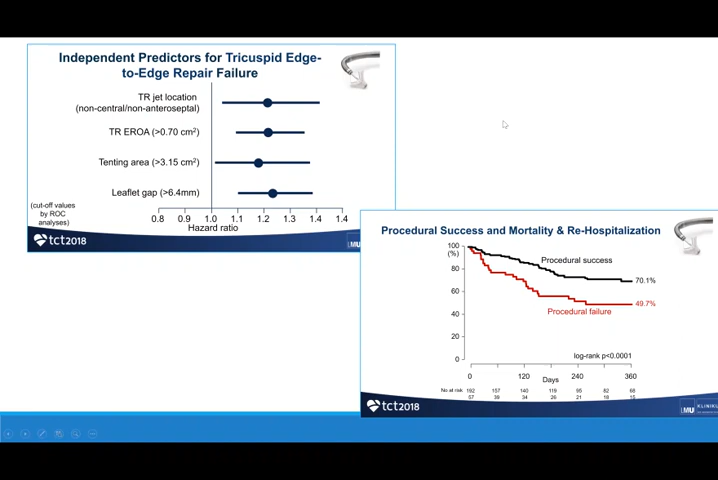 Independent Predictors for Tricuspid Edge-
to-Edge Repair Failure
TR jet location
(non-central/non-anteroseptal)
TR EROA (>0.70 cm²)
Tenting area (>3.15 cm²)
Leaflet gap (>6.4mm)
(cut-off values
by ROC
analyses)
0.8 0.9 1.0 1.1 1.2 1.3 1.4 1.4
Hazard ratio
tct2018
LMU
Procedural Success and Mortality & Re-Hospitalization
100
(%)
80
60
40
20
0
Procedural success
70.1%
49.7%
Procedural failure
log-rank p<0.0001
0 120 240 360
Days
No at risk 192 157 140 119 95 82 68
57 39 34 26 21 18 15
tct2018
LMU KLINIKU